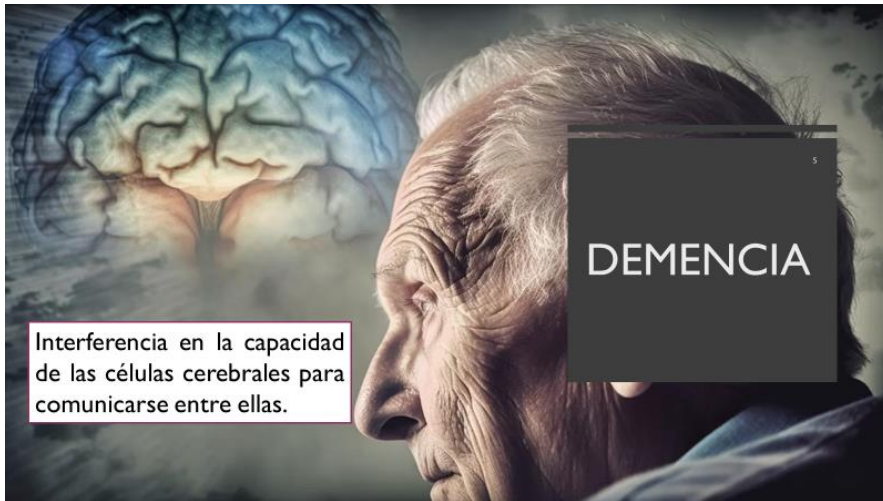 5
DEMENCIA
Interferencia en la capacidad
de las células cerebrales para
comunicarse entre ellas.